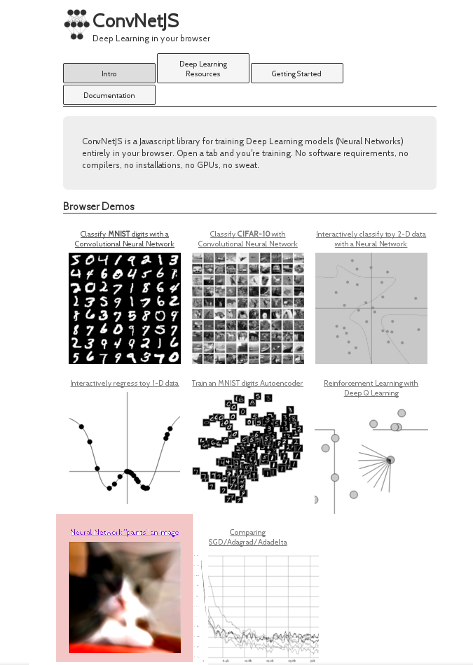 ConvNetJS
Deep Learning in your browser
Intro
Deep Learning
Resources
Getting Started
Documentation
ConvNetJS is a Javascript library for training Deep Learning models (Neural Networks)
entirely in your browser. Open a tab and you're training. No software requirements, no
compilers, no installations, no GPUs, no sweat.
Browser Demos
Classify MNIST digits with a
Convolutional Neural Network
Classify CIFAR-10 with
Convolutional Neural Network
Interactively classify toy 2-D data
with a Neural Network
Interactively regress toy 1-D data
Train an MNIST digits Autoencoder
Reinforcement Learning with
Deep Q Learning
Neural Network "paints" an image
Comparing
SGD/Adagrad/Adadelta